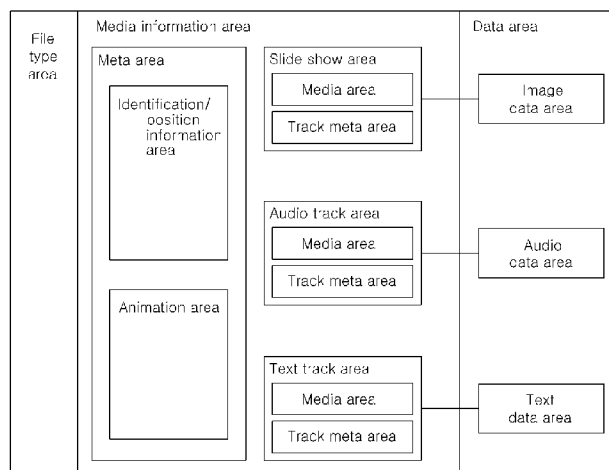 File
type
area
Media information area
Meta area
Identification/
position
information
area
Animation area
Slide show area
Media area
Track meta area
Audio track area
Media area
Track meta area
Text track area
Media area
Track meta area
Data area
Image
data area
Audio
data area
Text
data area